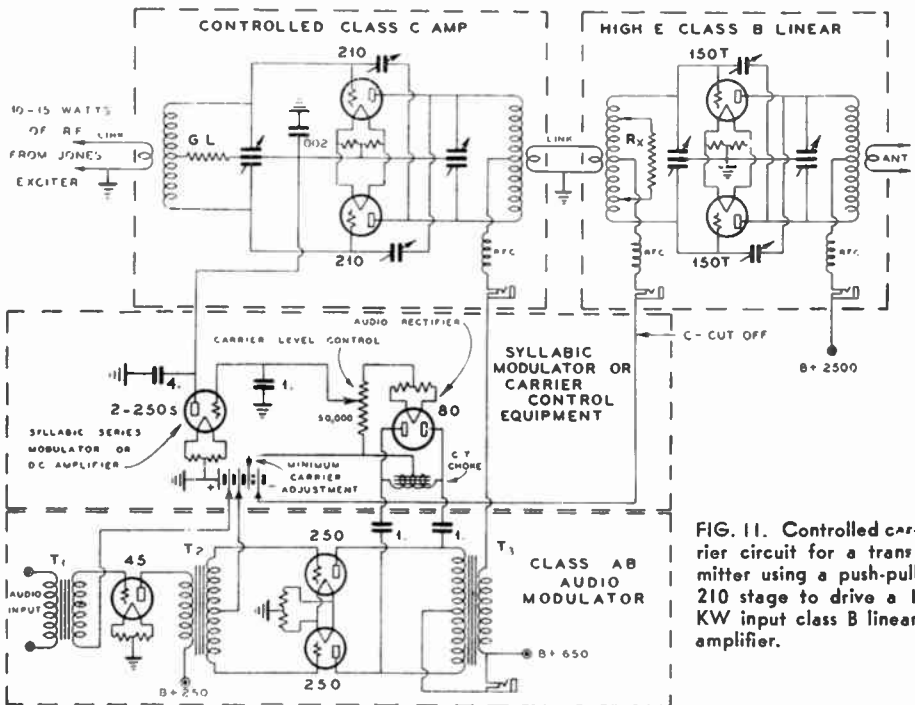 CONTROLLED CLASS C AMP
HIGH E CLASS B LINEAR
210
150T
10-15 WATTS
OF RF
LINK
FROM JONES
EXCITER
GL
.002
LINK
RX
ANT
210
150T
RFC
RFC
RFC
AUDIO RECTIFIER
CARRIER LEVEL CONTROL
C- CUT OFF
B+ 2500
4.
1.
50,000
80
SYLLABIC
MODULATOR OR
CARRIER
CONTROL
EQUIPMENT
2-250s
SYLLABIC SERIES
MODULATOR OR
DC AMPLIFIER
+
-
MINIMUM
CARRIER
ADJUSTMENT
C T
CHOKE
1.
1.
T1
45
T2
250
T3
CLASS AB
AUDIO
MODULATOR
AUDIO
INPUT
B+ 250
250
B+ 650
FIG. 11. Controlled car-
rier circuit for a trans-
mitter using a push-pull
210 stage to drive a 1
KW input class B linear
amplifier.